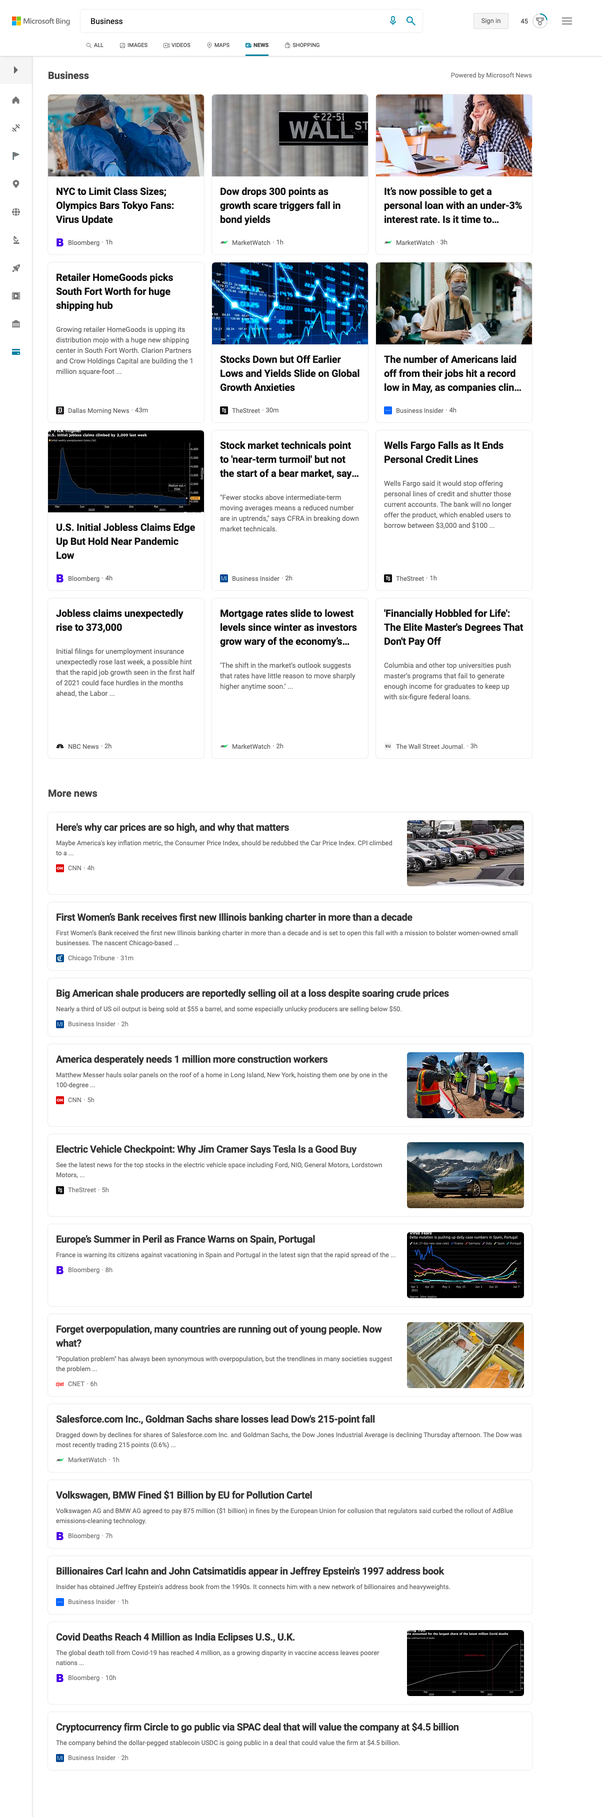 Microsoft Bing
Business
Sign in
45
ALL
IMAGES
VIDEOS
MAPS
NEWS
SHOPPING
Business
Powered by Microsoft News
←22-51
WALL ST
NYC to Limit Class Sizes;
Olympics Bars Tokyo Fans:
Virus Update
Bloomberg · 1h
Dow drops 300 points as
growth scare triggers fall in
bond yields
MarketWatch · 1h
It's now possible to get a
personal loan with an under-3%
interest rate. Is it time to…
MarketWatch · 3h
Retailer HomeGoods picks
South Fort Worth for huge
shipping hub
Growing retailer HomeGoods is upping its
distribution mojo with a huge new shipping
center in South Fort Worth. Clarion Partners
and Crow Holdings Capital are building the 1
million square-foot ...
Dallas Morning News · 43m
Stocks Down but Off Earlier
Lows and Yields Slide on Global
Growth Anxieties
TheStreet · 30m
The number of Americans laid
off from their jobs hit a record
low in May, as companies clin…
Business Insider · 4h
U.S. Initial Jobless Claims Edge
Up But Hold Near Pandemic
Low
Bloomberg · 4h
Stock market technicals point
to 'near-term turmoil' but not
the start of a bear market, say…
"Fewer stocks above intermediate-term
moving averages means a reduced number
are in uptrends," says CFRA in breaking down
market technicals.
Business Insider · 2h
Wells Fargo Falls as It Ends
Personal Credit Lines
Wells Fargo said it would stop offering
personal lines of credit and shutter those
current accounts. The bank will no longer
offer the product, which enabled users to
borrow between $3,000 and $100 ...
TheStreet · 1h
Jobless claims unexpectedly
rise to 373,000
Initial filings for unemployment insurance
unexpectedly rose last week, a possible hint
that the rapid job growth seen in the first half
of 2021 could face hurdles in the months
ahead, the Labor ...
NBC News · 2h
Mortgage rates slide to lowest
levels since winter as investors
grow wary of the economy's…
'The shift in the market's outlook suggests
that rates have little reason to move sharply
higher anytime soon.' ...
MarketWatch · 2h
'Financially Hobbled for Life':
The Elite Master's Degrees That
Don't Pay Off
Columbia and other top universities push
master's programs that fail to generate
enough income for graduates to keep up
with six-figure federal loans.
The Wall Street Journal. · 3h
More news
Here's why car prices are so high, and why that matters
Maybe America's key inflation metric, the Consumer Price Index, should be redubbed the Car Price Index. CPI climbed
to a ...
CNN · 4h
First Women's Bank receives first new Illinois banking charter in more than a decade
First Women's Bank received the first new Illinois banking charter in more than a decade and is set to open this fall with a mission to bolster women-owned small
businesses. The nascent Chicago-based ...
Chicago Tribune · 31m
Big American shale producers are reportedly selling oil at a loss despite soaring crude prices
Nearly a third of US oil output is being sold at $55 a barrel, and some especially unlucky producers are selling below $50.
Business Insider · 2h
America desperately needs 1 million more construction workers
Matthew Messer hauls solar panels on the roof of a home in Long Island, New York, hoisting them one by one in the
100-degree ...
CNN · 5h
Electric Vehicle Checkpoint: Why Jim Cramer Says Tesla Is a Good Buy
See the latest news for the top stocks in the electric vehicle space including Ford, NIO, General Motors, Lordstown
Motors, ...
TheStreet · 5h
Europe's Summer in Peril as France Warns on Spain, Portugal
France is warning its citizens against vacationing in Spain and Portugal in the latest sign that the rapid spread of the ...
Bloomberg · 8h
Forget overpopulation, many countries are running out of young people. Now
what?
"Population problem" has always been synonymous with overpopulation, but the trendlines in many societies suggest
the problem ...
CNET · 6h
Salesforce.com Inc., Goldman Sachs share losses lead Dow's 215-point fall
Dragged down by declines for shares of Salesforce.com Inc. and Goldman Sachs, the Dow Jones Industrial Average is declining Thursday afternoon. The Dow was
most recently trading 215 points (0.6%) ...
MarketWatch · 1h
Volkswagen, BMW Fined $1 Billion by EU for Pollution Cartel
Volkswagen AG and BMW AG agreed to pay 875 million ($1 billion) in fines by the European Union for collusion that regulators said curbed the rollout of AdBlue
emissions-cleaning technology.
Bloomberg · 7h
Billionaires Carl Icahn and John Catsimatidis appear in Jeffrey Epstein's 1997 address book
Insider has obtained Jeffrey Epstein's address book from the 1990s. It connects him with a new network of billionaires and heavyweights.
Business Insider · 1h
Covid Deaths Reach 4 Million as India Eclipses U.S., U.K.
The global death toll from Covid-19 has reached 4 million, as a growing disparity in vaccine access leaves poorer
nations ...
Bloomberg · 10h
Cryptocurrency firm Circle to go public via SPAC deal that will value the company at $4.5 billion
The company behind the dollar-pegged stablecoin USDC is going public in a deal that could value the firm at $4.5 billion.
Business Insider · 2h